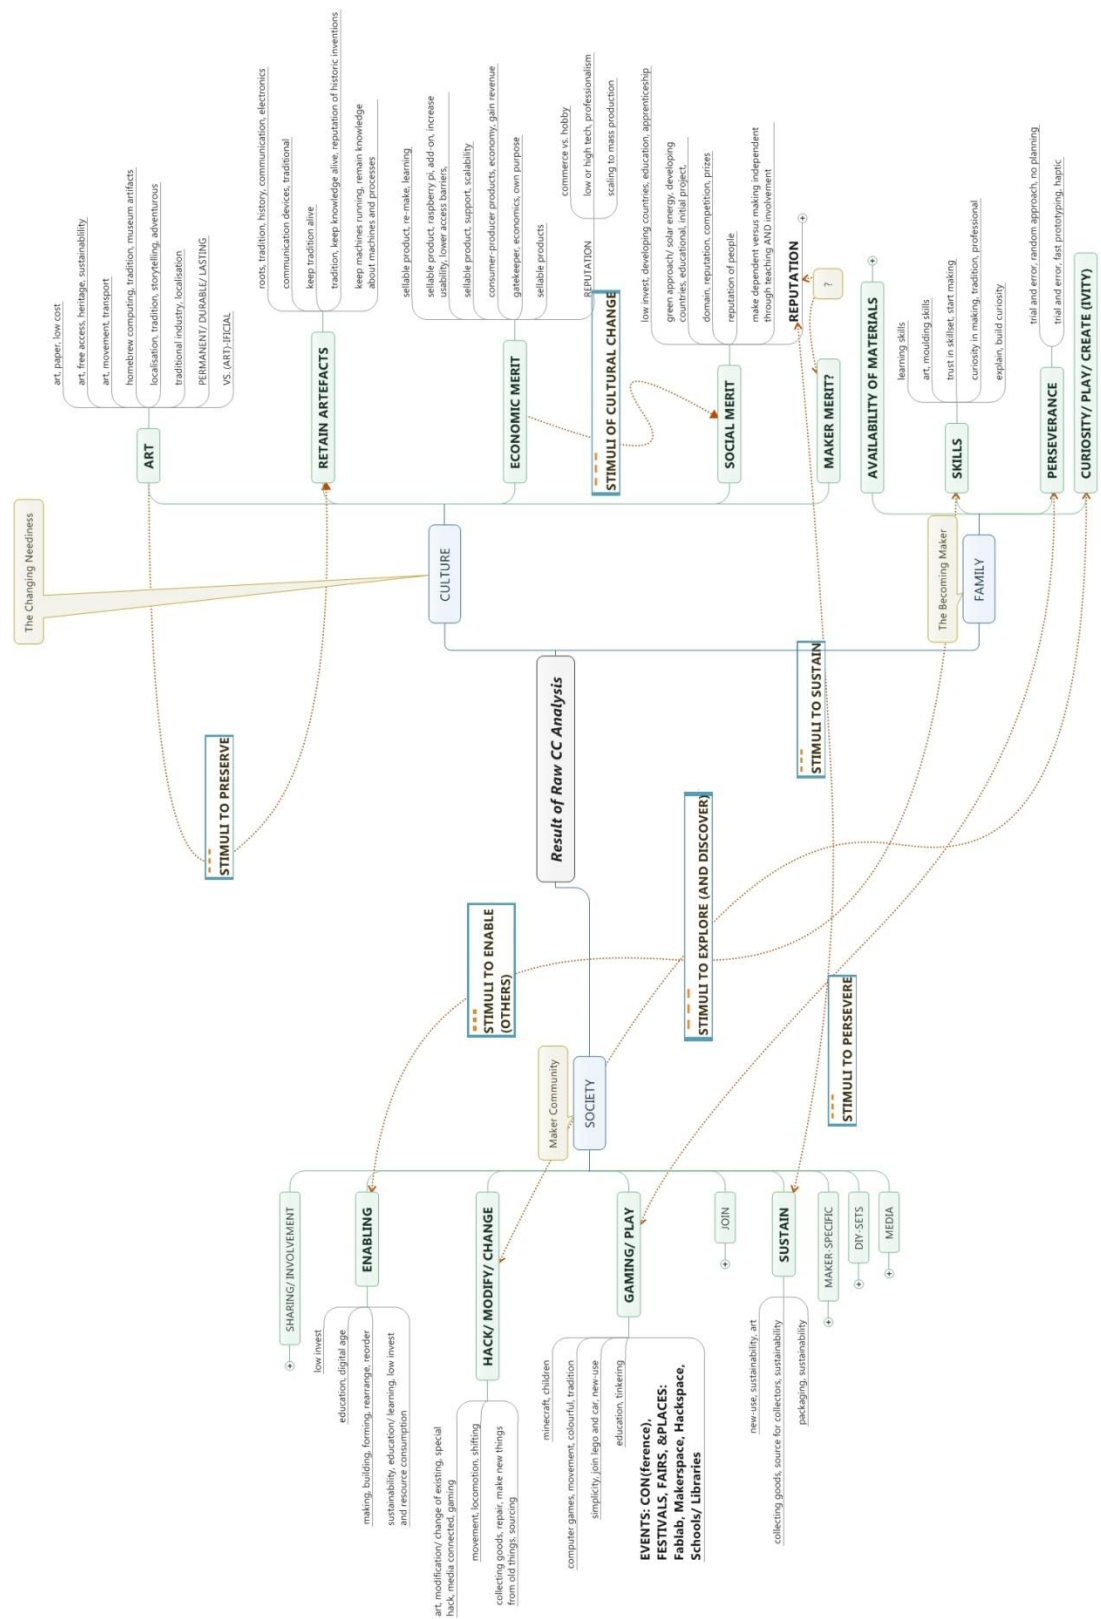 The Changing Neediness
art, paper, low cost
art, free access, heritage, sustainability
art, movement, transport
homebrew computing, tradition, museum artifacts
localisation, tradition, storytelling, adventurous
traditional industry, localisation
PERMANENT/ DURABLE/ LASTING
VS. (ART)-IFICIAL
ART
STIMULI TO PRESERVE
roots, tradition, history, communication, electronics
communication devices, traditional
keep tradition alive
tradition, keep knowledge alive, reputation of historic inventions
keep machines running, remain knowledge
about machines and processes
RETAIN ARTEFACTS
CULTURE
sellable product, re-make, learning
sellable product, raspberry pi, add-on, increase
usability, lower access barriers,
sellable product, support, scalability
consumer-producer products, economy, gain revenue
gatekeeper, economics, own purpose
sellable products
REPUTATION
commerce vs. hobby
low or high tech, professionalism
scaling to mass production
ECONOMIC MERIT
STIMULI OF CULTURAL CHANGE
low invest, developing countries, education, apprenticeship
green approach/ solar energy, developing
countries, educational, initial project,
domain, reputation, competition, prizes
reputation of people
make dependent versus making independent
through teaching AND involvement
REPUTATION
SOCIAL MERIT
?
MAKER MERIT?
Result of Raw CC Analysis
STIMULI TO SUSTAIN
AVAILABILITY OF MATERIALS
learning skills
art, moulding skills
trust in skillset, start making
curiosity in making, tradition, professional
explain, build curiosity
SKILLS
The Becoming Maker
FAMILY
trial and error, random approach, no planning
trial and error, fast prototyping, haptic
PERSEVERANCE
CURIOSITY/ PLAY/ CREATE (IVITY)
STIMULI TO ENABLE
(OTHERS)
STIMULI TO EXPLORE (AND DISCOVER)
STIMULI TO PERSEVERE
Maker Community
SOCIETY
SHARING/ INVOLVEMENT
ENABLING
low invest
education, digital age
making, building, forming, rearrange, reorder
sustainability, education/ learning, low invest
and resource consumption
HACK/ MODIFY/ CHANGE
art, modification/ change of existing, special
hack, media connected, gaming
movement, locomotion, shifting
collecting goods, repair, make new things
from old things, sourcing
GAMING/ PLAY
minecraft, children
computer games, movement, colourful, tradition
simplicity, join lego and car, new-use
education, tinkering
EVENTS: CON(ference),
FESTIVALS, FAIRS, &PLACES:
Fablab, Makerspace, Hackspace,
Schools/ Libraries
JOIN
SUSTAIN
new-use, sustainability, art
collecting goods, source for collectors, sustainability
packaging, sustainability
MAKER-SPECIFIC
DIY-SETS
MEDIA